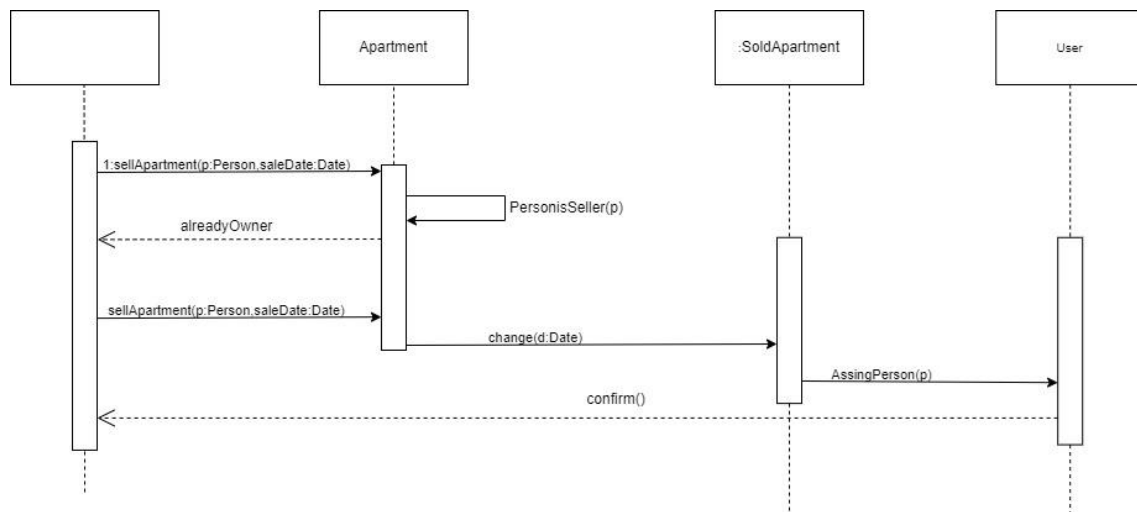 Apartment
:SoldApartment
User
1:sellApartment(p:Person,saleDate:Date)
PersonisSeller(p)
alreadyOwner
sellApartment(p:Person,saleDate:Date)
change(d:Date)
AssingPerson(p)
confirm()